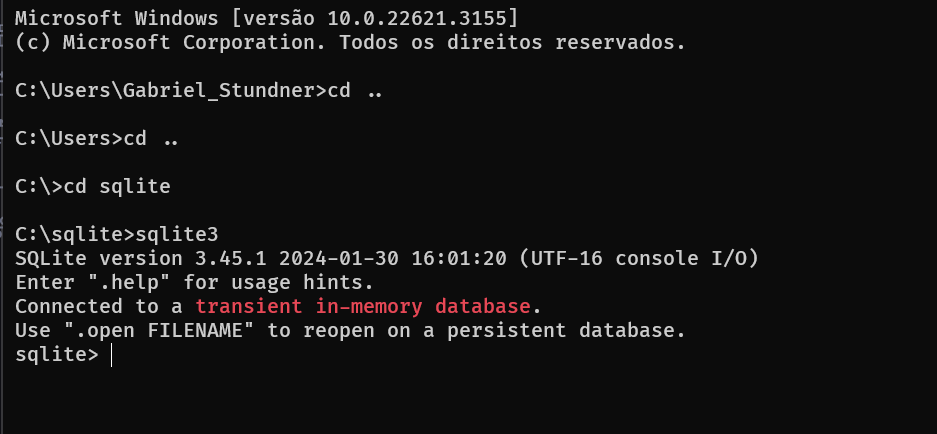 Microsoft Windows [versão 10.0.22621.3155]
(c) Microsoft Corporation. Todos os direitos reservados.
C:\Users\Gabriel_Stundner>cd ..
C:\Users>cd ..
C:\>cd sqlite
C:\sqlite>sqlite3
SQLite version 3.45.1 2024-01-30 16:01:20 (UTF-16 console I/O)
Enter ".help" for usage hints.
Connected to a transient in-memory database.
Use ".open FILENAME" to reopen on a persistent database.
sqlite>